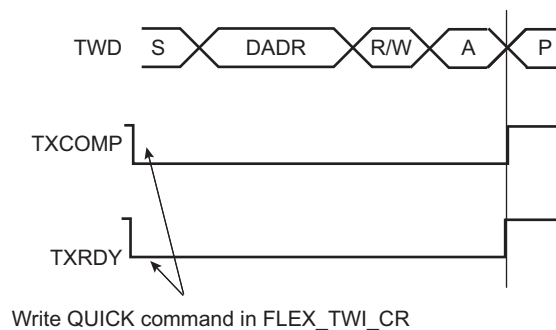 TWD S DADR R/W A P
TXCOMP
TXRDY
Write QUICK command in FLEX_TWI_CR